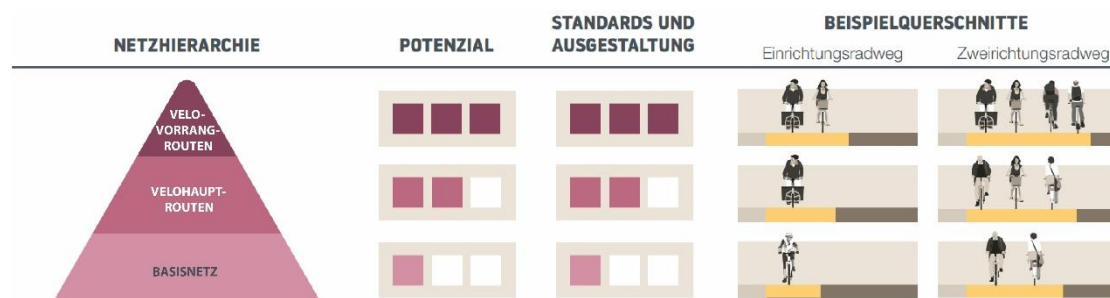 NETZHIERARCHIE
POTENZIAL
STANDARDS UND
AUSGESTALTUNG
BEISPIELQUERSCHNITTE
Einrichtungsradweg
Zweirichtungsradweg
VELO-
VORRANG-
ROUTEN
VELOHAUPT-
ROUTEN
BASISNETZ